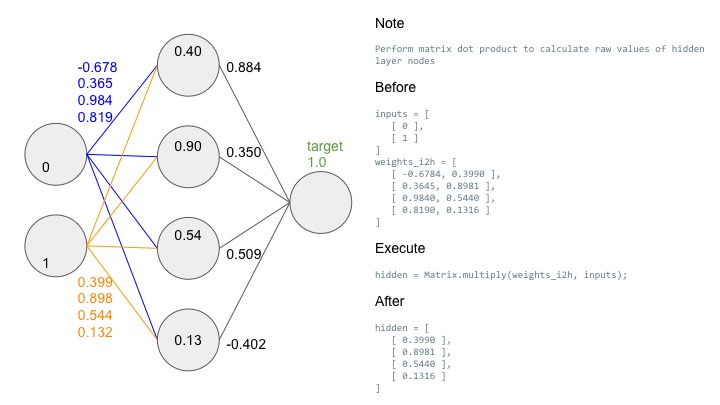 -0.678
0.365
0.984
0.819
0
1
0.399
0.898
0.544
0.132
0.40
0.90
0.54
0.13
0.884
0.350
0.509
-0.402
target
1.0
Note
Perform matrix dot product to calculate raw values of hidden
layer nodes
Before
inputs = [
[ 0 ],
[ 1 ]
]
weights_i2h = [
[ -0.6784, 0.3990 ],
[ 0.3645, 0.8981 ],
[ 0.9840, 0.5440 ],
[ 0.8190, 0.1316 ]
]
Execute
hidden = Matrix.multiply(weights_i2h, inputs);
After
hidden = [
[ 0.3990 ],
[ 0.8981 ],
[ 0.5440 ],
[ 0.1316 ]
]